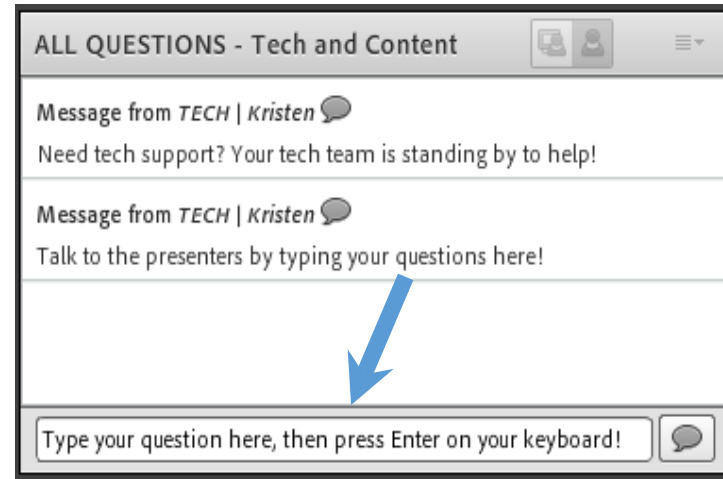 ALL QUESTIONS - Tech and Content
Message from TECH | Kristen
Need tech support? Your tech team is standing by to help!
Message from TECH | Kristen
Talk to the presenters by typing your questions here!
Type your question here, then press Enter on your keyboard!